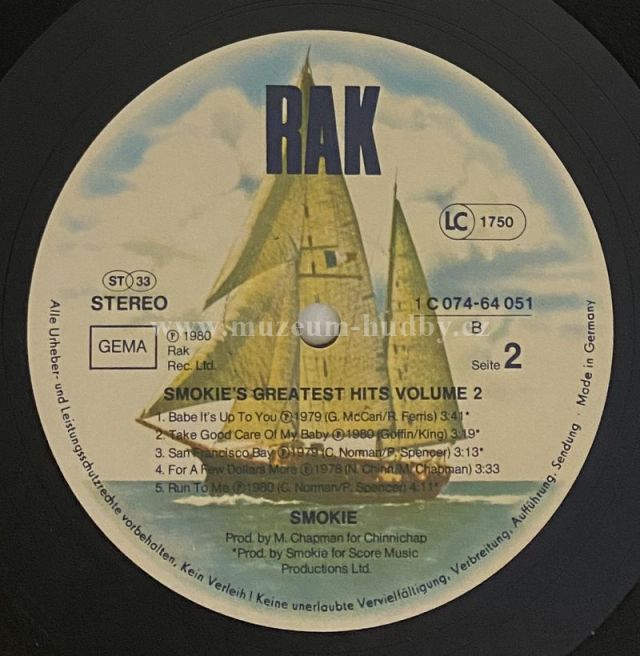 RAK
LC 1750
ST 33
STEREO
1 C 074-64 051
B
GEMA
℗ 1980
Rak
Rec. Ltd.
Seite 2
www.muzeum-hudby.cz
SMOKIE'S GREATEST HITS VOLUME 2
1. Babe It's Up To You ℗1979 (G. McCari/R. Ferris) 3:41*
2. Take Good Care Of My Baby ℗1980 (Goffin/King) 3:19*
3. San Francisco Bay ℗1979 (C. Norman/P. Spencer) 3:13*
4. For A Few Dollars More ℗1978 (N. Chinn/M. Chapman) 3:33
5. Run To Me ℗1980 (C. Norman/P. Spencer) 4:11*
SMOKIE
Prod. by M. Chapman for Chinnichap
*Prod. by Smokie for Score Music
Productions Ltd.
Alle Urheber- und Leistungsschutzrechte vorbehalten, Kein Verleih! Keine unerlaubte Vervielfältigung, Verbreitung, Aufführung, Sendung · Made in Germany